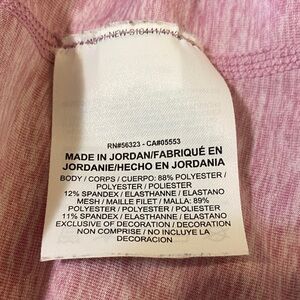 RN#56323 - CA#05553
MADE IN JORDAN/FABRIQUÉ EN
JORDANIE/HECHO EN JORDANIA
BODY / CORPS / CUERPO: 88% POLYESTER /
POLYESTER / POLIESTER
12% SPANDEX / ELASTHANNE / ELASTANO
MESH / MAILLE FILET / MALLA: 89%
POLYESTER / POLYESTER / POLIESTER
11% SPANDEX / ELASTHANNE / ELASTANO
EXCLUSIVE OF DECORATION / DECORATION
NON COMPRISE / NO INCLUYE LA
DECORACION